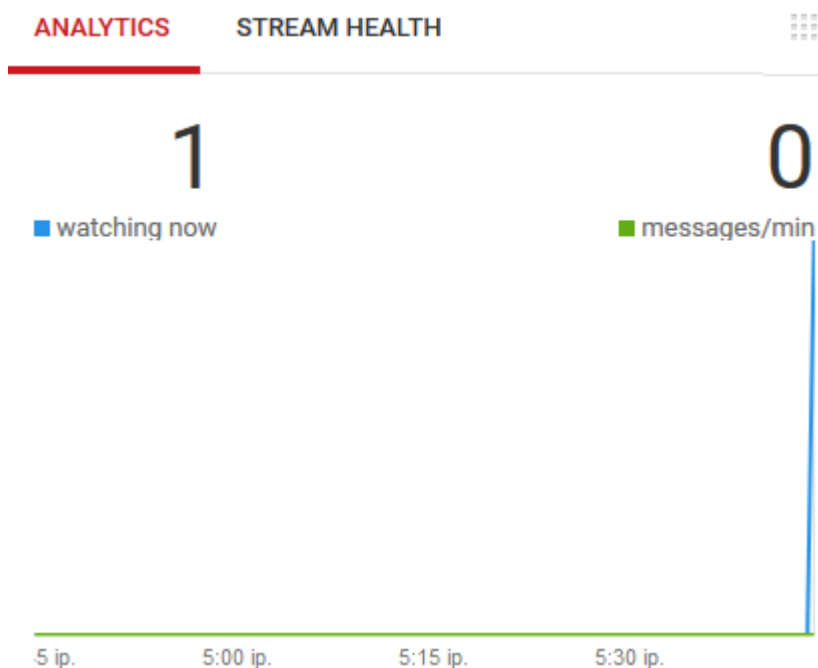 ANALYTICS STREAM HEALTH
1 0
watching now messages/min
5 ip. 5:00 ip. 5:15 ip. 5:30 ip.